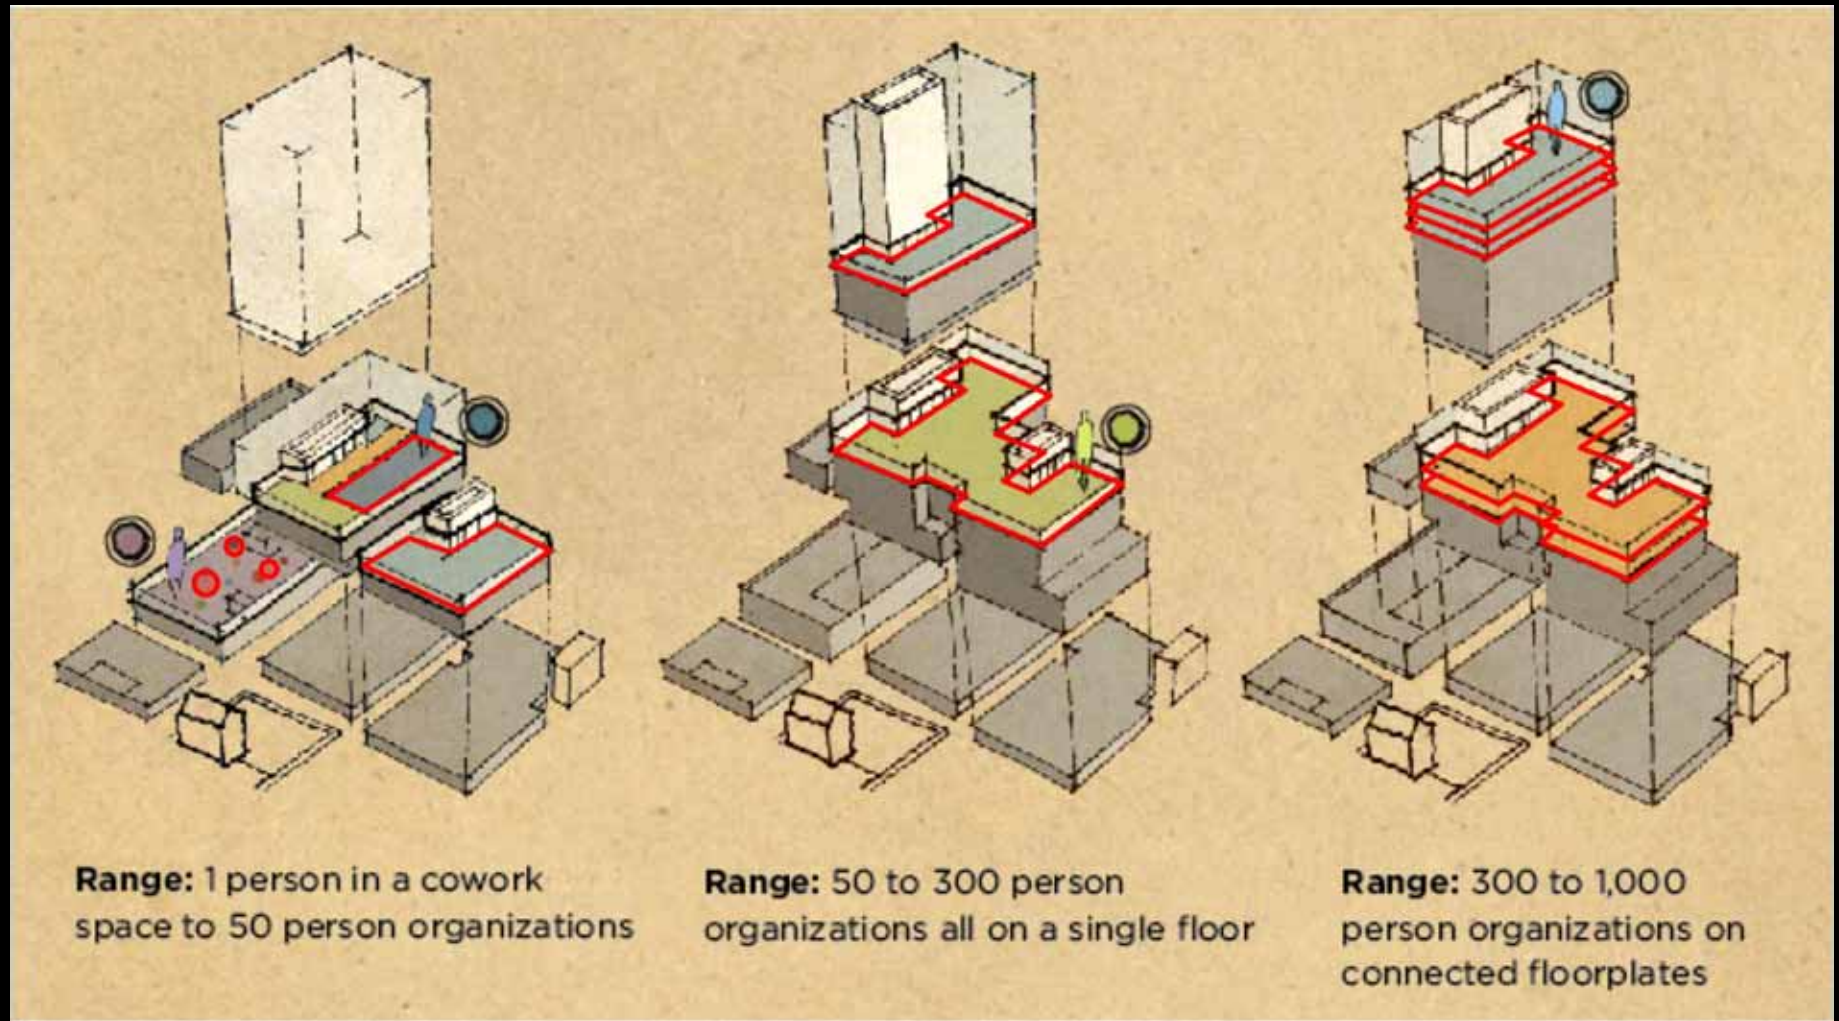 Range: 1 person in a cowork
space to 50 person organizations
Range: 50 to 300 person
organizations all on a single floor
Range: 300 to 1,000
person organizations on
connected floorplates